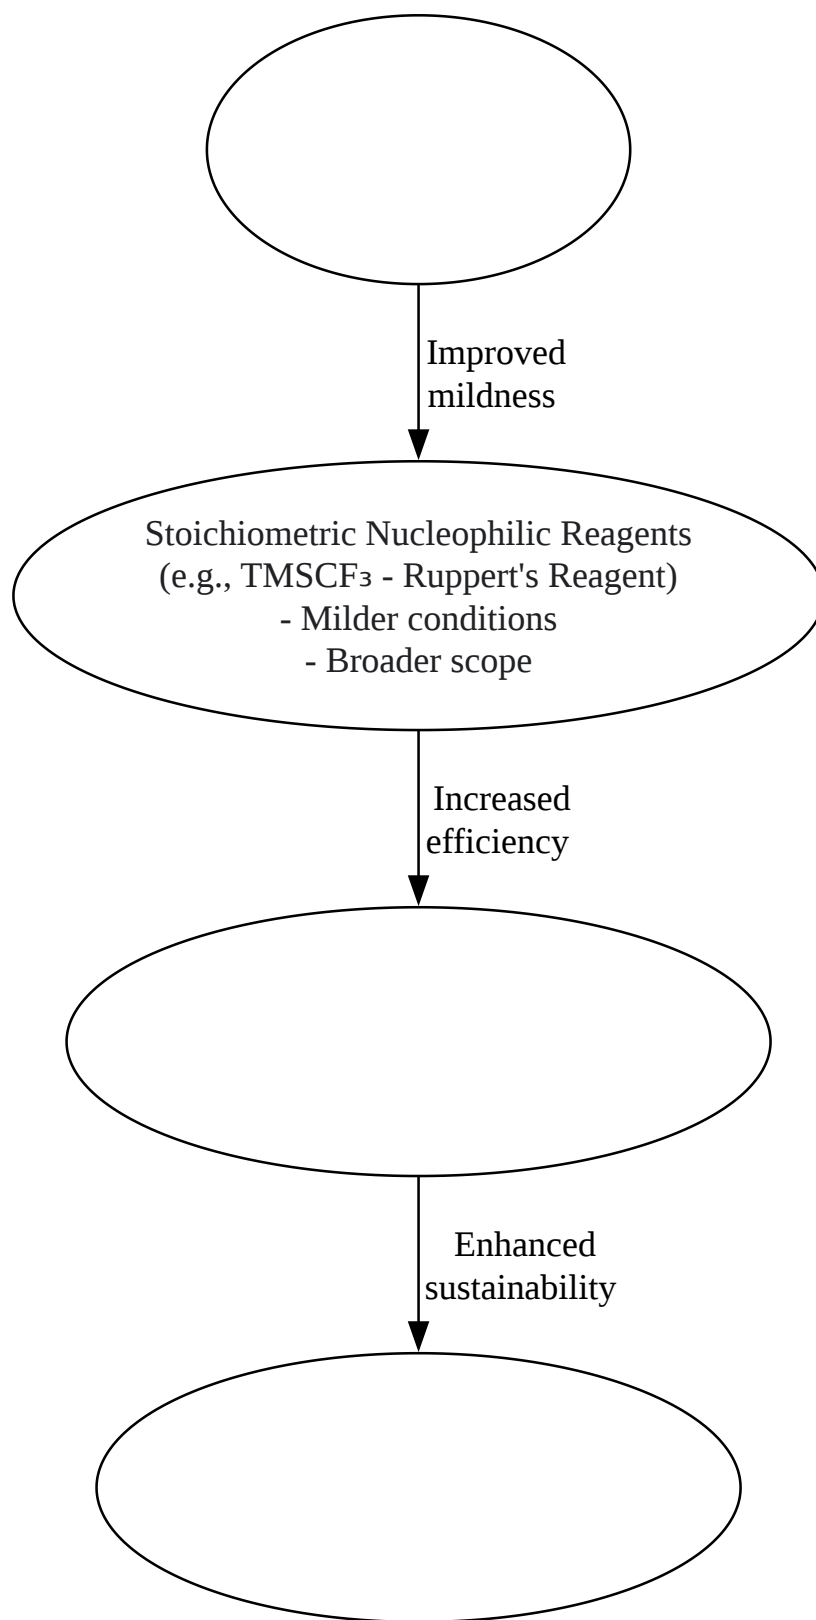 Improved
mildness
Stoichiometric Nucleophilic Reagents
(e.g., TMSCF₃ - Ruppert's Reagent)
- Milder conditions
- Broader scope
Increased
efficiency
Enhanced
sustainability